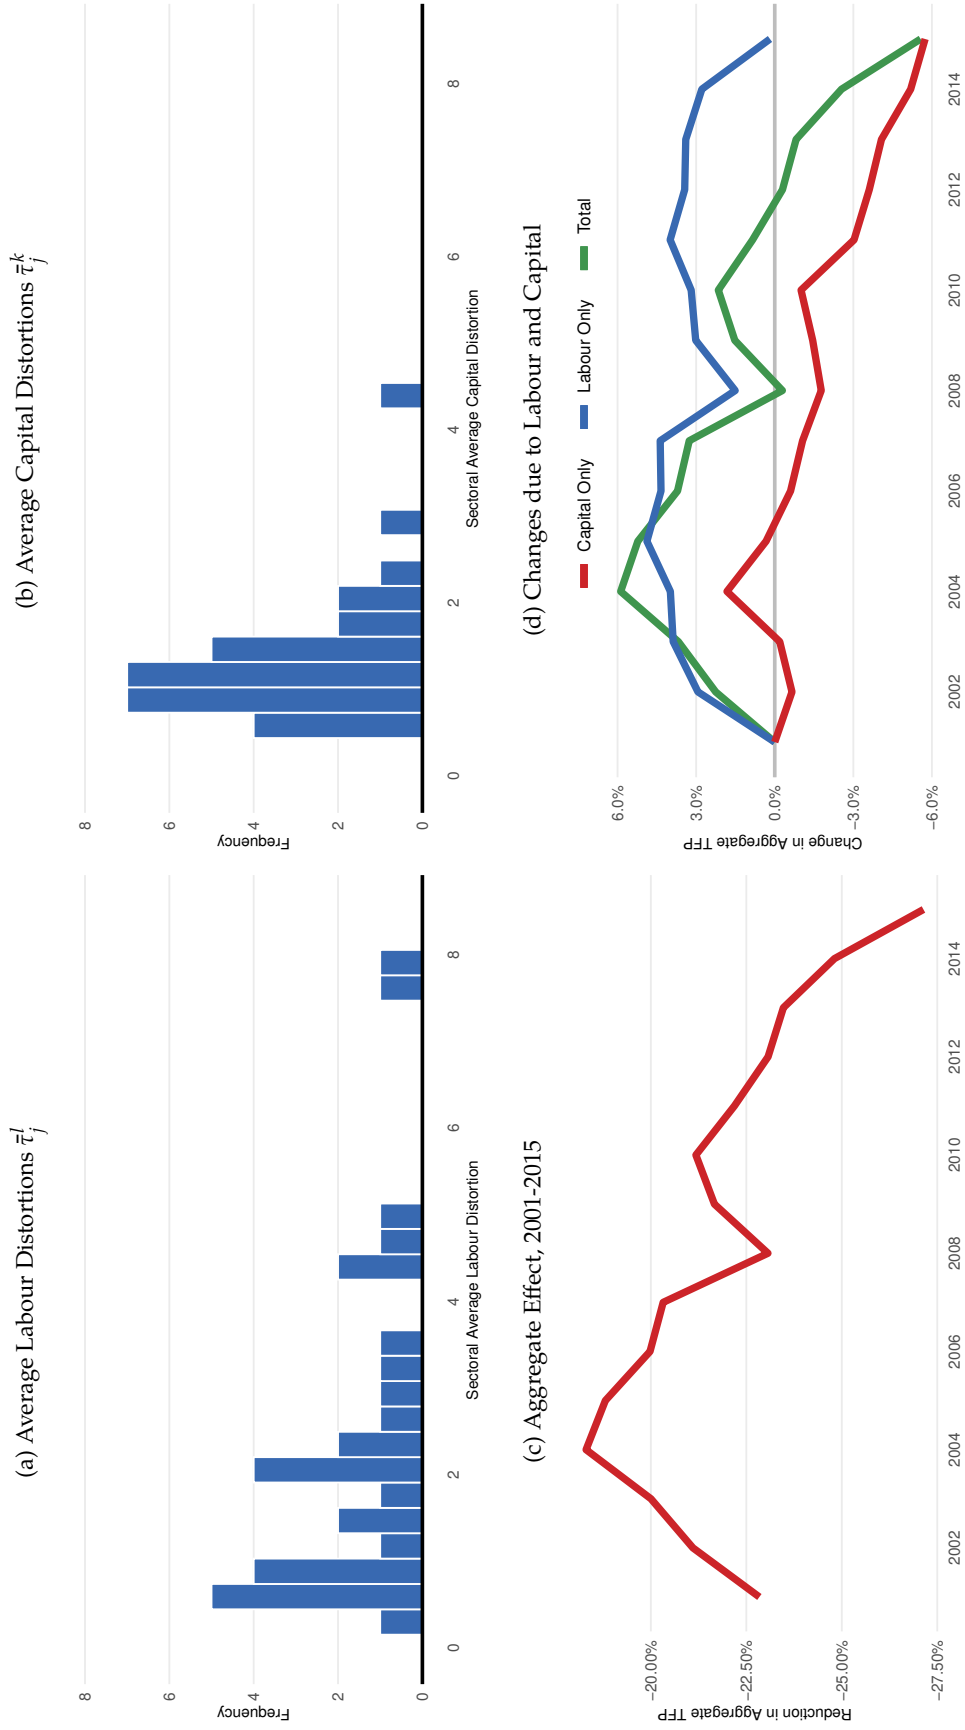 (a) Average Labour Distortions τ̄ˡⱼ
8
6
4
2
0
Frequency
0 2 4 6 8
Sectoral Average Labour Distortion
(b) Average Capital Distortions τ̄ᵏⱼ
8
6
4
2
0
Frequency
0 2 4 6 8
Sectoral Average Capital Distortion
(c) Aggregate Effect, 2001-2015
−20.00%
−22.50%
−25.00%
−27.50%
Reduction in Aggregate TFP
2002 2004 2006 2008 2010 2012 2014
(d) Changes due to Labour and Capital
Capital Only Labour Only Total
6.0%
3.0%
0.0%
−3.0%
−6.0%
Change in Aggregate TFP
2002 2004 2006 2008 2010 2012 2014